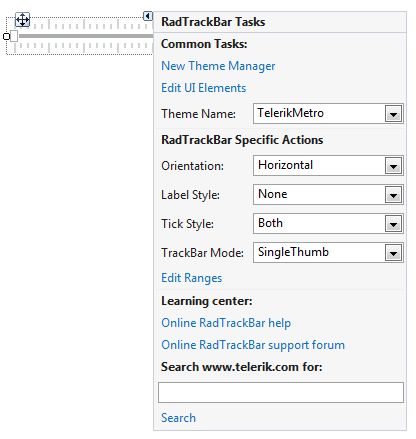 RadTrackBar Tasks
Common Tasks:
New Theme Manager
Edit UI Elements
Theme Name: TelerikMetro
RadTrackBar Specific Actions
Orientation: Horizontal
Label Style: None
Tick Style: Both
TrackBar Mode: SingleThumb
Edit Ranges
Learning center:
Online RadTrackBar help
Online RadTrackBar support forum
Search www.telerik.com for:
Search